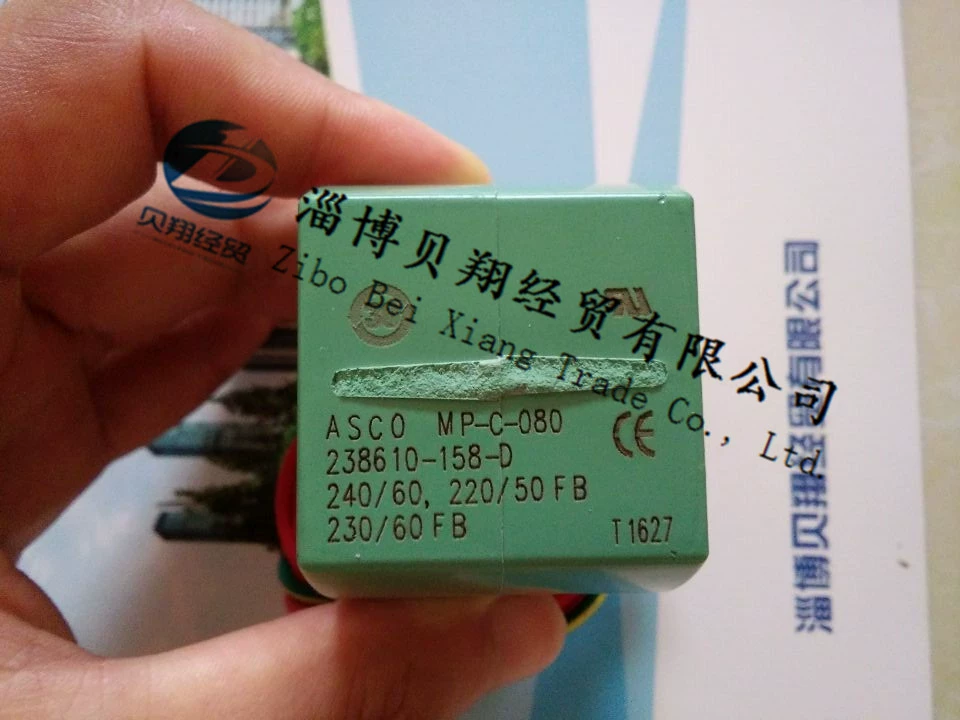 贝翔经贸
淄博贝翔经贸有限公司
Zibo Bei Xiang Trade Co., Ltd.
ASCO MP-C-080
238610-158-D
240/60, 220/50 FB
230/60 FB
T1627
CE
淄博贝翔经贸有限公司